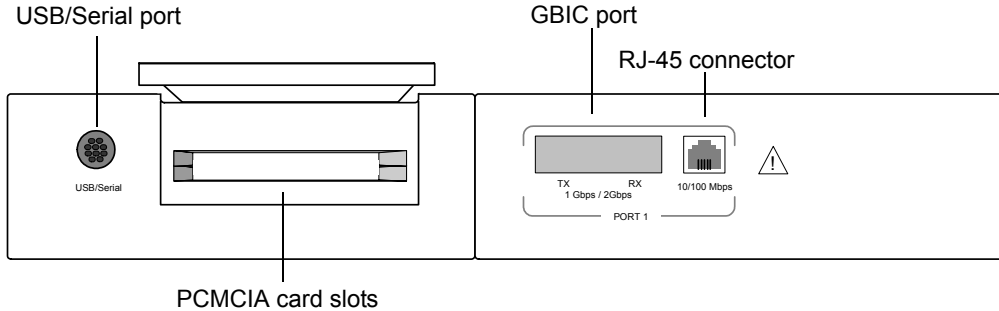 USB/Serial port
GBIC port
RJ-45 connector
USB/Serial
TX RX
1 Gbps / 2Gbps
10/100 Mbps
PORT 1
PCMCIA card slots